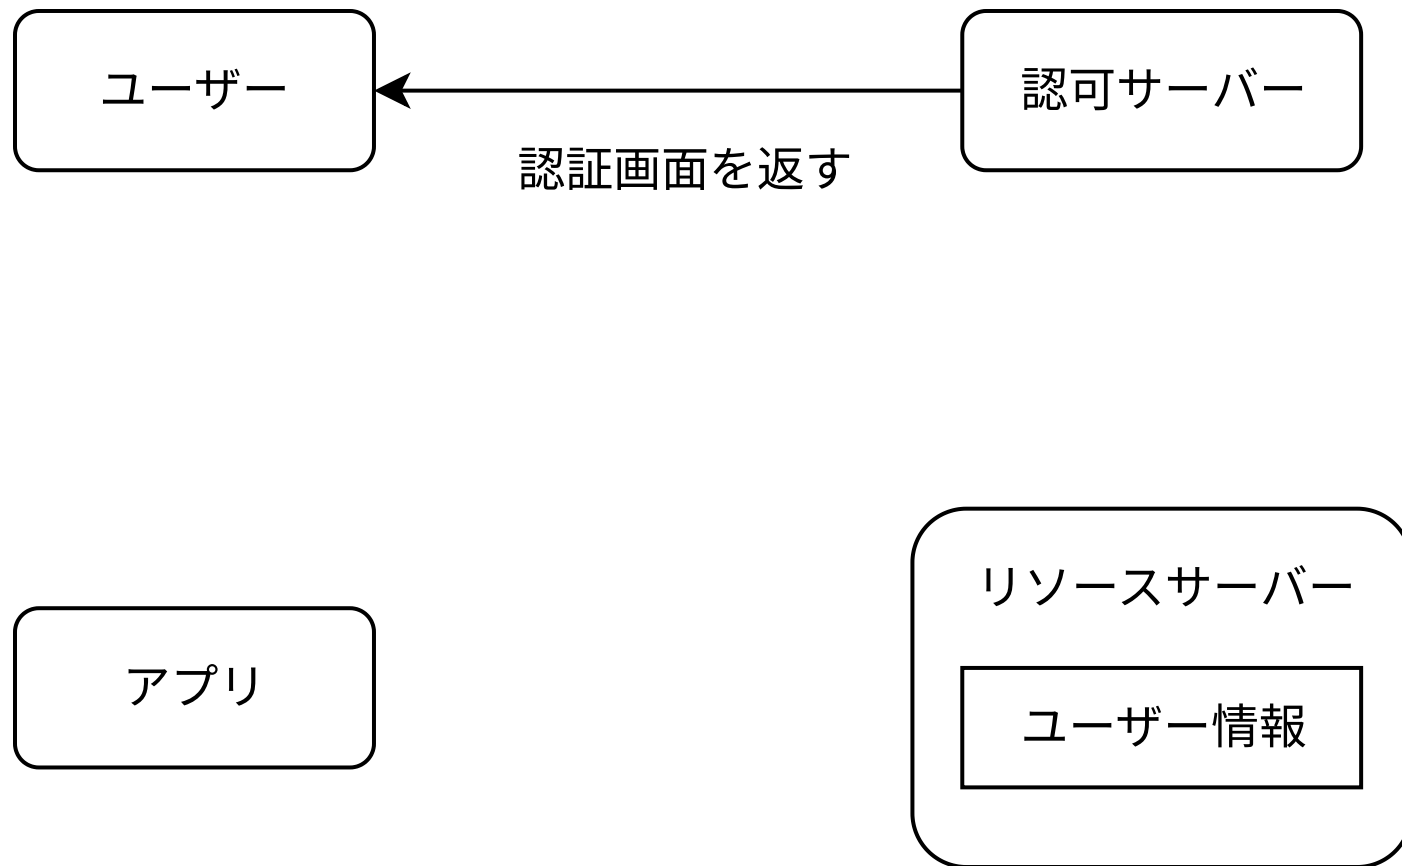 ユーザー
認可サーバー
認証画面を返す
リソースサーバー
アプリ
ユーザー情報